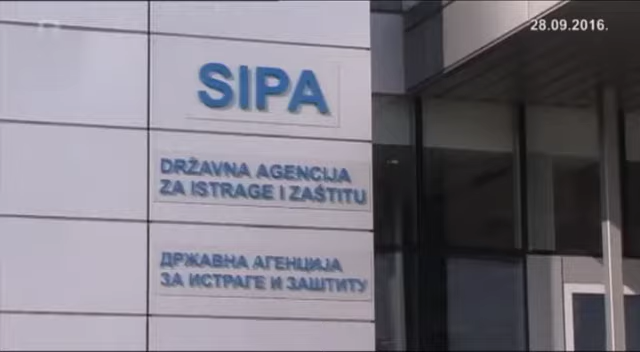 28.09.2016.
SIPA
DRŽAVNA AGENCIJA
ZA ISTRAGE I ZAŠTITU
ДРЖАВНА АГЕНЦИЈА
ЗА ИСТРАГЕ И ЗАШТИТУ